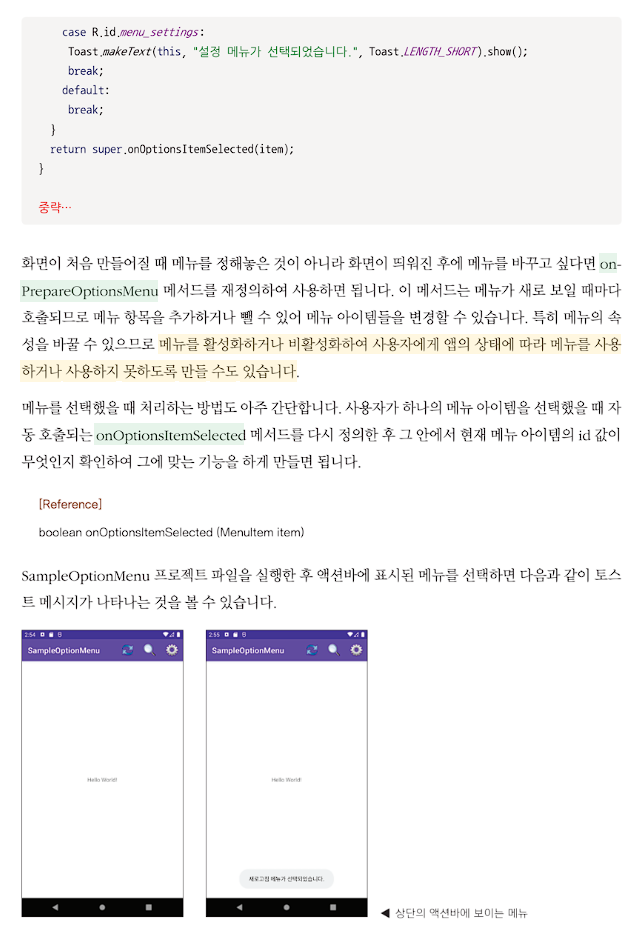 case R.id.menu_settings:
Toast.makeText(this, "설정 메뉴가 선택되었습니다.", Toast.LENGTH_SHORT).show();
break;
default:
break;
}
return super.onOptionsItemSelected(item);
}
중략…
화면이 처음 만들어질 때 메뉴를 정해놓은 것이 아니라 화면이 띄워진 후에 메뉴를 바꾸고 싶다면 on-
PrepareOptionsMenu 메서드를 재정의하여 사용하면 됩니다. 이 메서드는 메뉴가 새로 보일 때마다
호출되므로 메뉴 항목을 추가하거나 뺄 수 있어 메뉴 아이템들을 변경할 수 있습니다. 특히 메뉴의 속
성을 바꿀 수 있으므로 메뉴를 활성화하거나 비활성화하여 사용자에게 앱의 상태에 따라 메뉴를 사용
하거나 사용하지 못하도록 만들 수도 있습니다.
메뉴를 선택했을 때 처리하는 방법도 아주 간단합니다. 사용자가 하나의 메뉴 아이템을 선택했을 때 자
동 호출되는 onOptionsItemSelected 메서드를 다시 정의한 후 그 안에서 현재 메뉴 아이템의 id 값이
무엇인지 확인하여 그에 맞는 기능을 하게 만들면 됩니다.
[Reference]
boolean onOptionsItemSelected (MenuItem item)
SampleOptionMenu 프로젝트 파일을 실행한 후 액션바에 표시된 메뉴를 선택하면 다음과 같이 토스
트 메시지가 나타나는 것을 볼 수 있습니다.
2:54
SampleOptionMenu
Hello World!
2:55
SampleOptionMenu
Hello World!
새로고침 메뉴가 선택되었습니다.
◀ 상단의 액션바에 보이는 메뉴